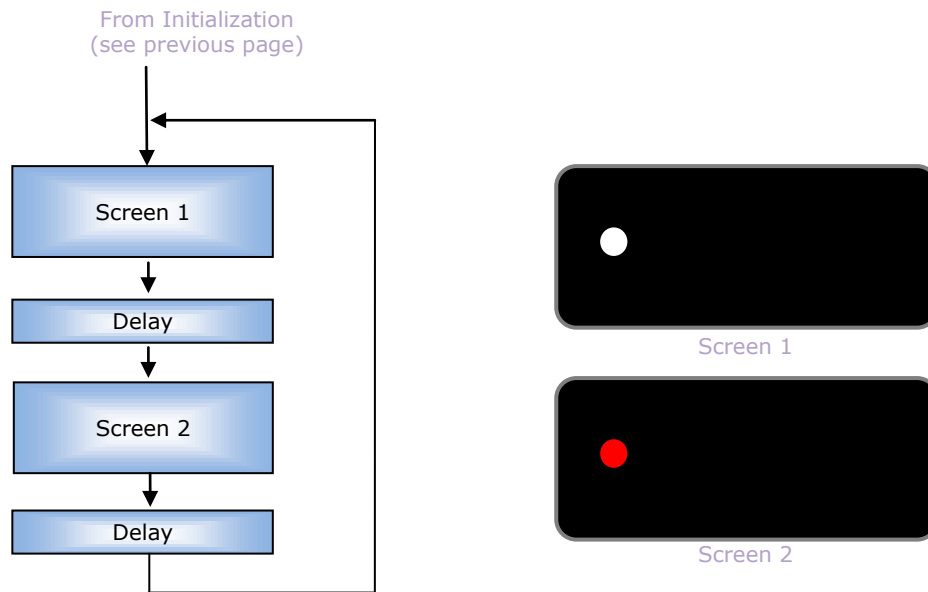 From Initialization
(see previous page)
Screen 1
Delay
Screen 2
Delay
Screen 1
Screen 2